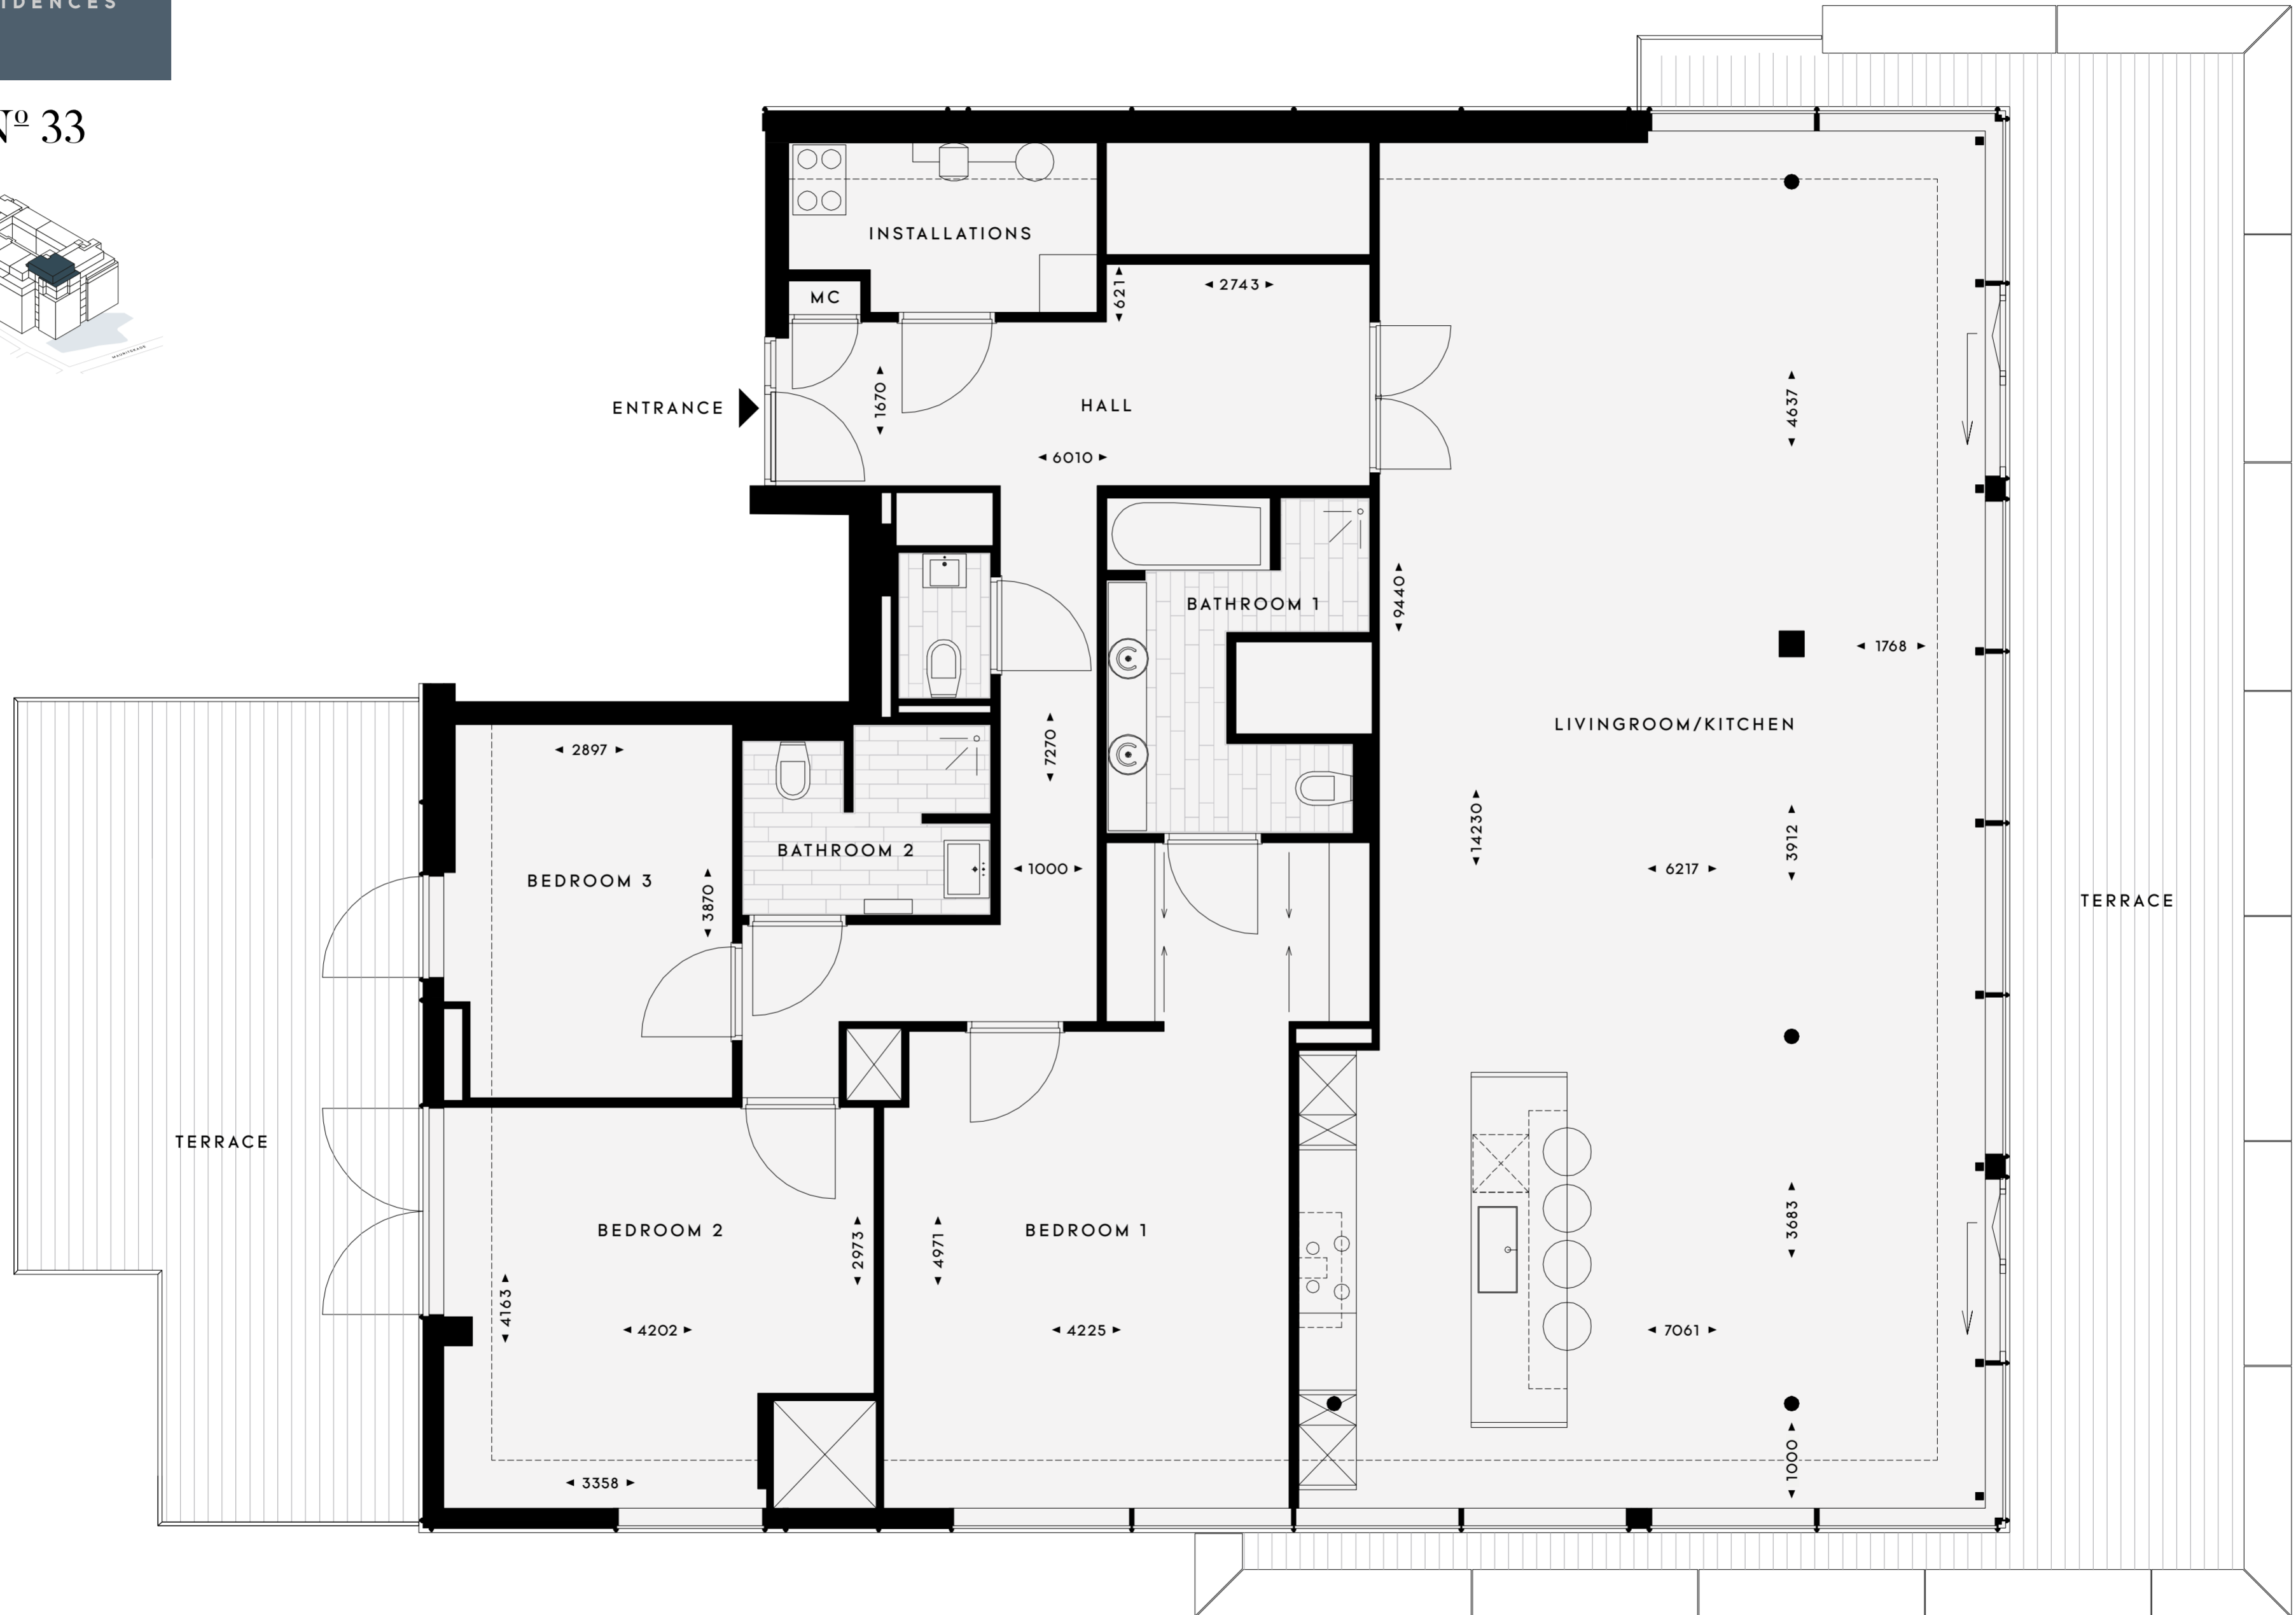 IDENCES
Nº 33
INSTALLATIONS
MC
621
2743
ENTRANCE
1670
HALL
4637
6010
BATHROOM 1
9440
1768
LIVINGROOM/KITCHEN
2897
7270
BATHROOM 2
14230
3912
BEDROOM 3
3870
1000
6217
TERRACE
TERRACE
BEDROOM 2
2973
4971
BEDROOM 1
3683
4163
4202
4225
7061
3358
1000